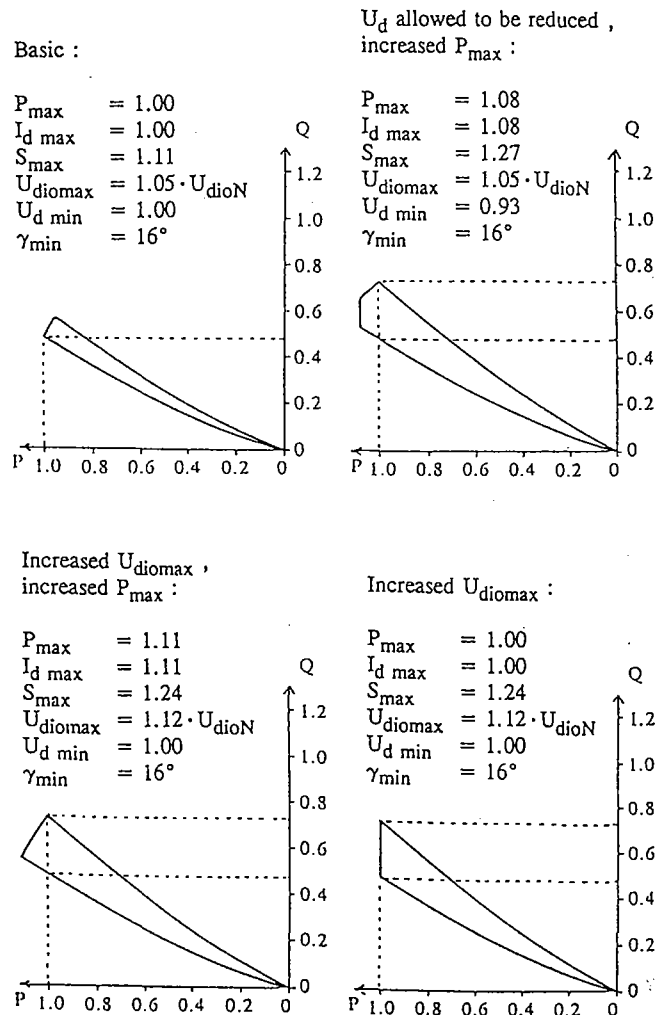 Basic :
P_max = 1.00
I_d max = 1.00
S_max = 1.11
U_diomax = 1.05 · U_dioN
U_d min = 1.00
γ_min = 16°
Q
1.2
1.0
0.8
0.6
0.4
0.2
0
P 1.0 0.8 0.6 0.4 0.2 0
U_d allowed to be reduced ,
increased P_max :
P_max = 1.08
I_d max = 1.08
S_max = 1.27
U_diomax = 1.05 · U_dioN
U_d min = 0.93
γ_min = 16°
Q
1.2
1.0
0.8
0.6
0.4
0.2
0
P 1.0 0.8 0.6 0.4 0.2 0
Increased U_diomax ,
increased P_max :
P_max = 1.11
I_d max = 1.11
S_max = 1.24
U_diomax = 1.12 · U_dioN
U_d min = 1.00
γ_min = 16°
Q
1.2
1.0
0.8
0.6
0.4
0.2
0
P 1.0 0.8 0.6 0.4 0.2 0
Increased U_diomax :
P_max = 1.00
I_d max = 1.00
S_max = 1.24
U_diomax = 1.12 · U_dioN
U_d min = 1.00
γ_min = 16°
Q
1.2
1.0
0.8
0.6
0.4
0.2
0
P 1.0 0.8 0.6 0.4 0.2 0